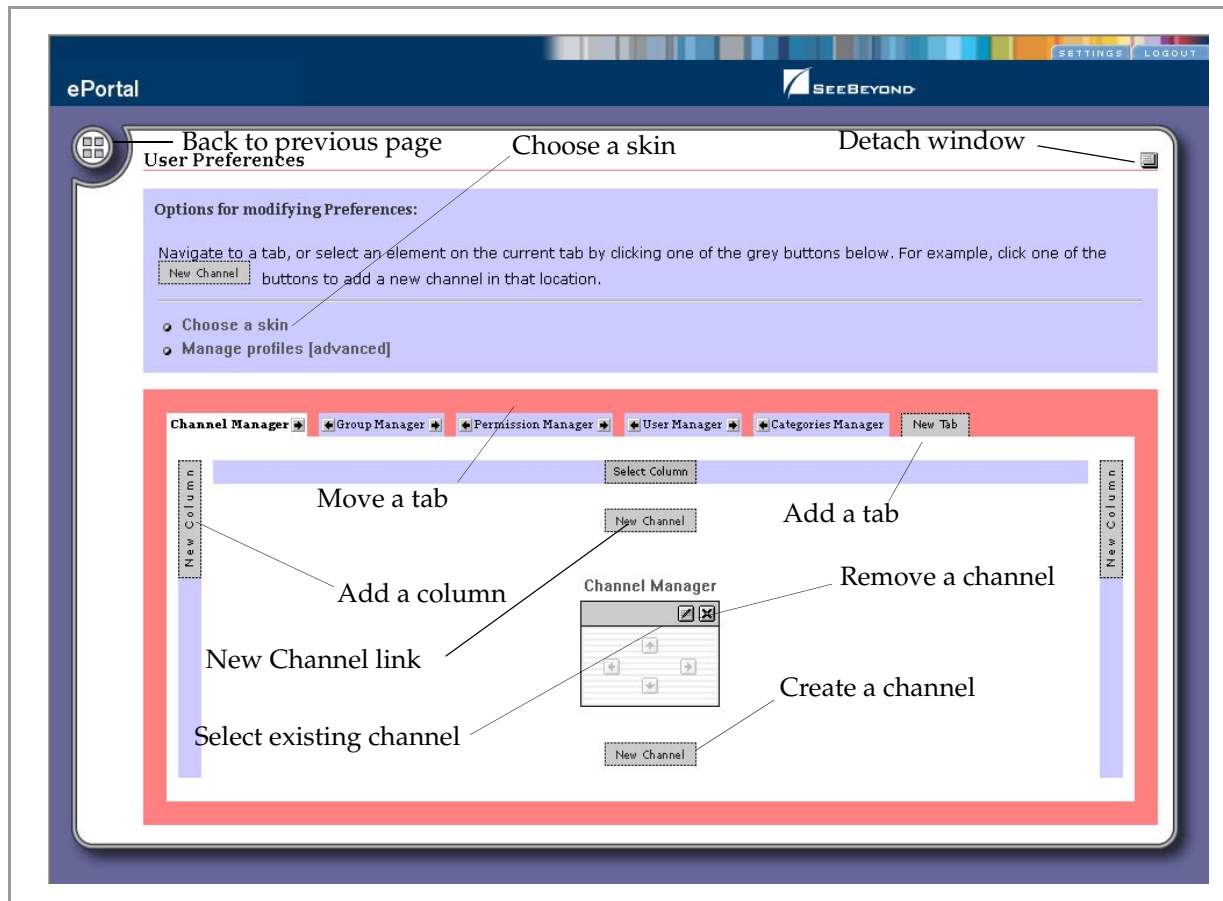 SETTINGS LOGOUT
ePortal
SEEBEYOND
Back to previous page
Choose a skin
Detach window
User Preferences
Options for modifying Preferences:
Navigate to a tab, or select an element on the current tab by clicking one of the grey buttons below. For example, click one of the
New Channel buttons to add a new channel in that location.
Choose a skin
Manage profiles [advanced]
Channel Manager Group Manager Permission Manager User Manager Categories Manager New Tab
New Column
Select Column
New Column
Move a tab
New Channel
Add a tab
Add a column
Channel Manager
Remove a channel
New Channel link
Create a channel
Select existing channel
New Channel